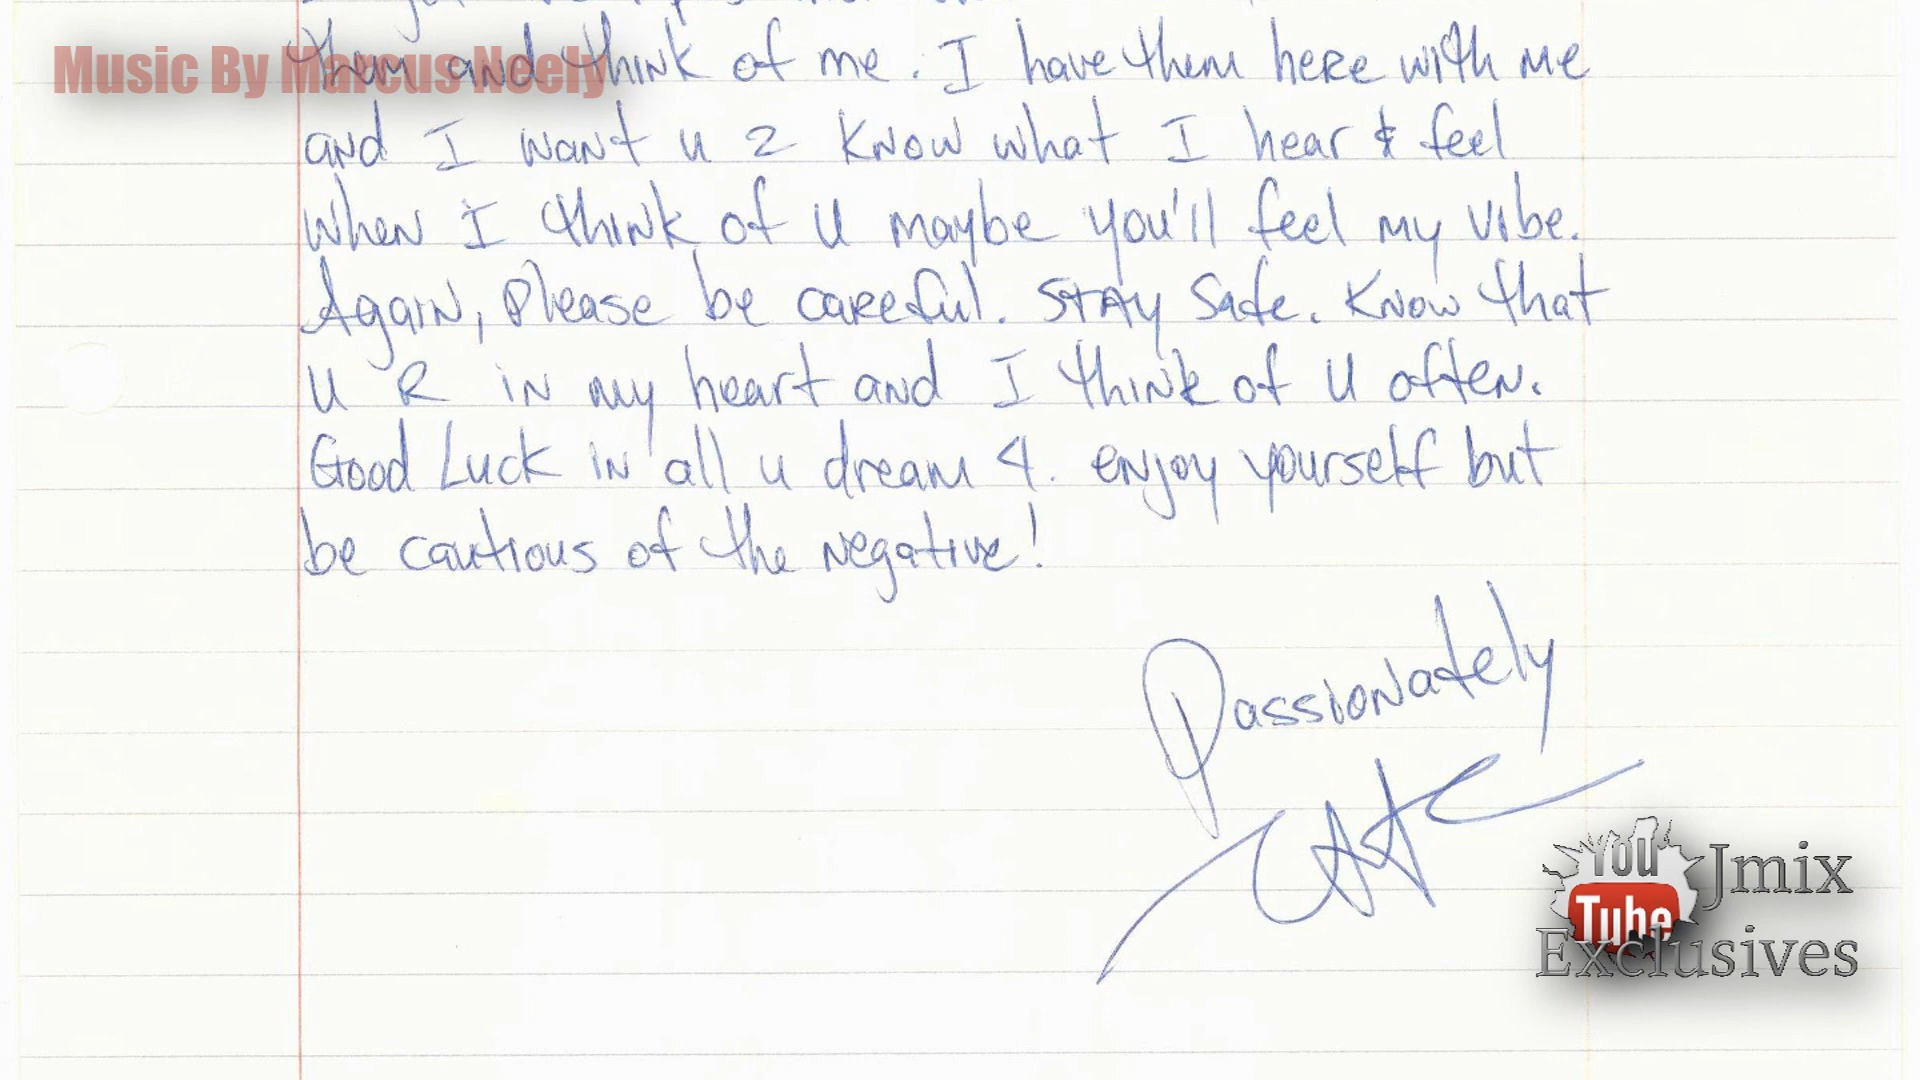 Music By Marcus Neely
them and think of me. I have them here with me
and I want u 2 know what I hear & feel
when I think of U maybe you'll feel my vibe.
Again, please be careful. STAY Safe. Know that
U R in my heart and I think of U often.
Good Luck in all u dream 4. enjoy yourself but
be cautious of the negative!
Passionately
You
Tube
Jmix
Exclusives